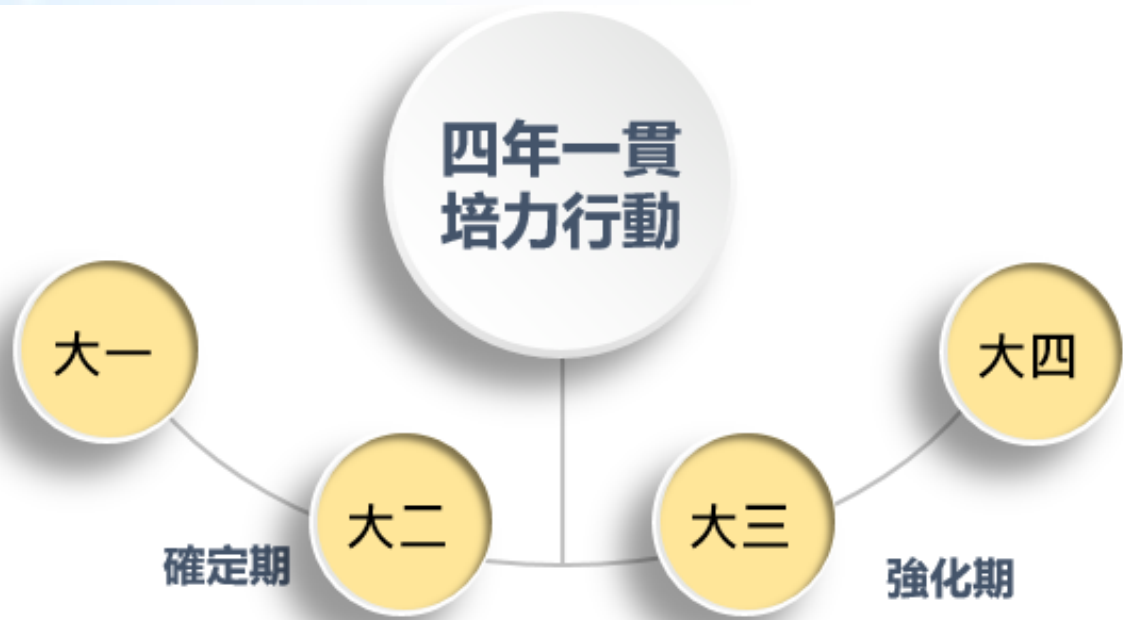 四年一貫
培力行動
大一
大四
大二
大三
確定期
強化期